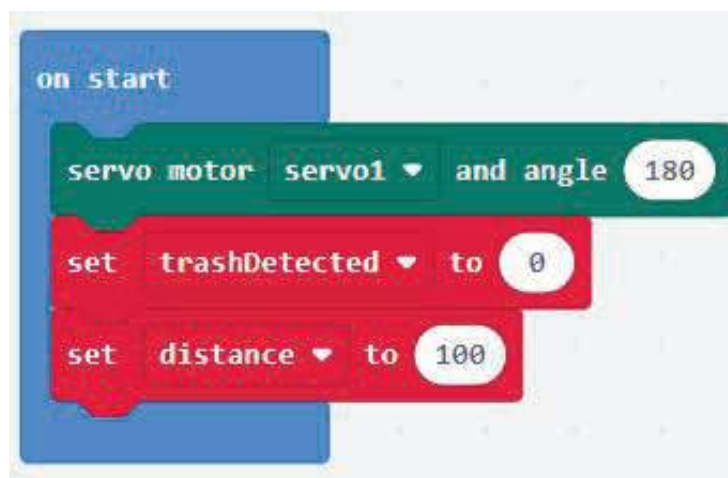 on start
servo motor servo1 and angle 180
set trashDetected to 0
set distance to 100